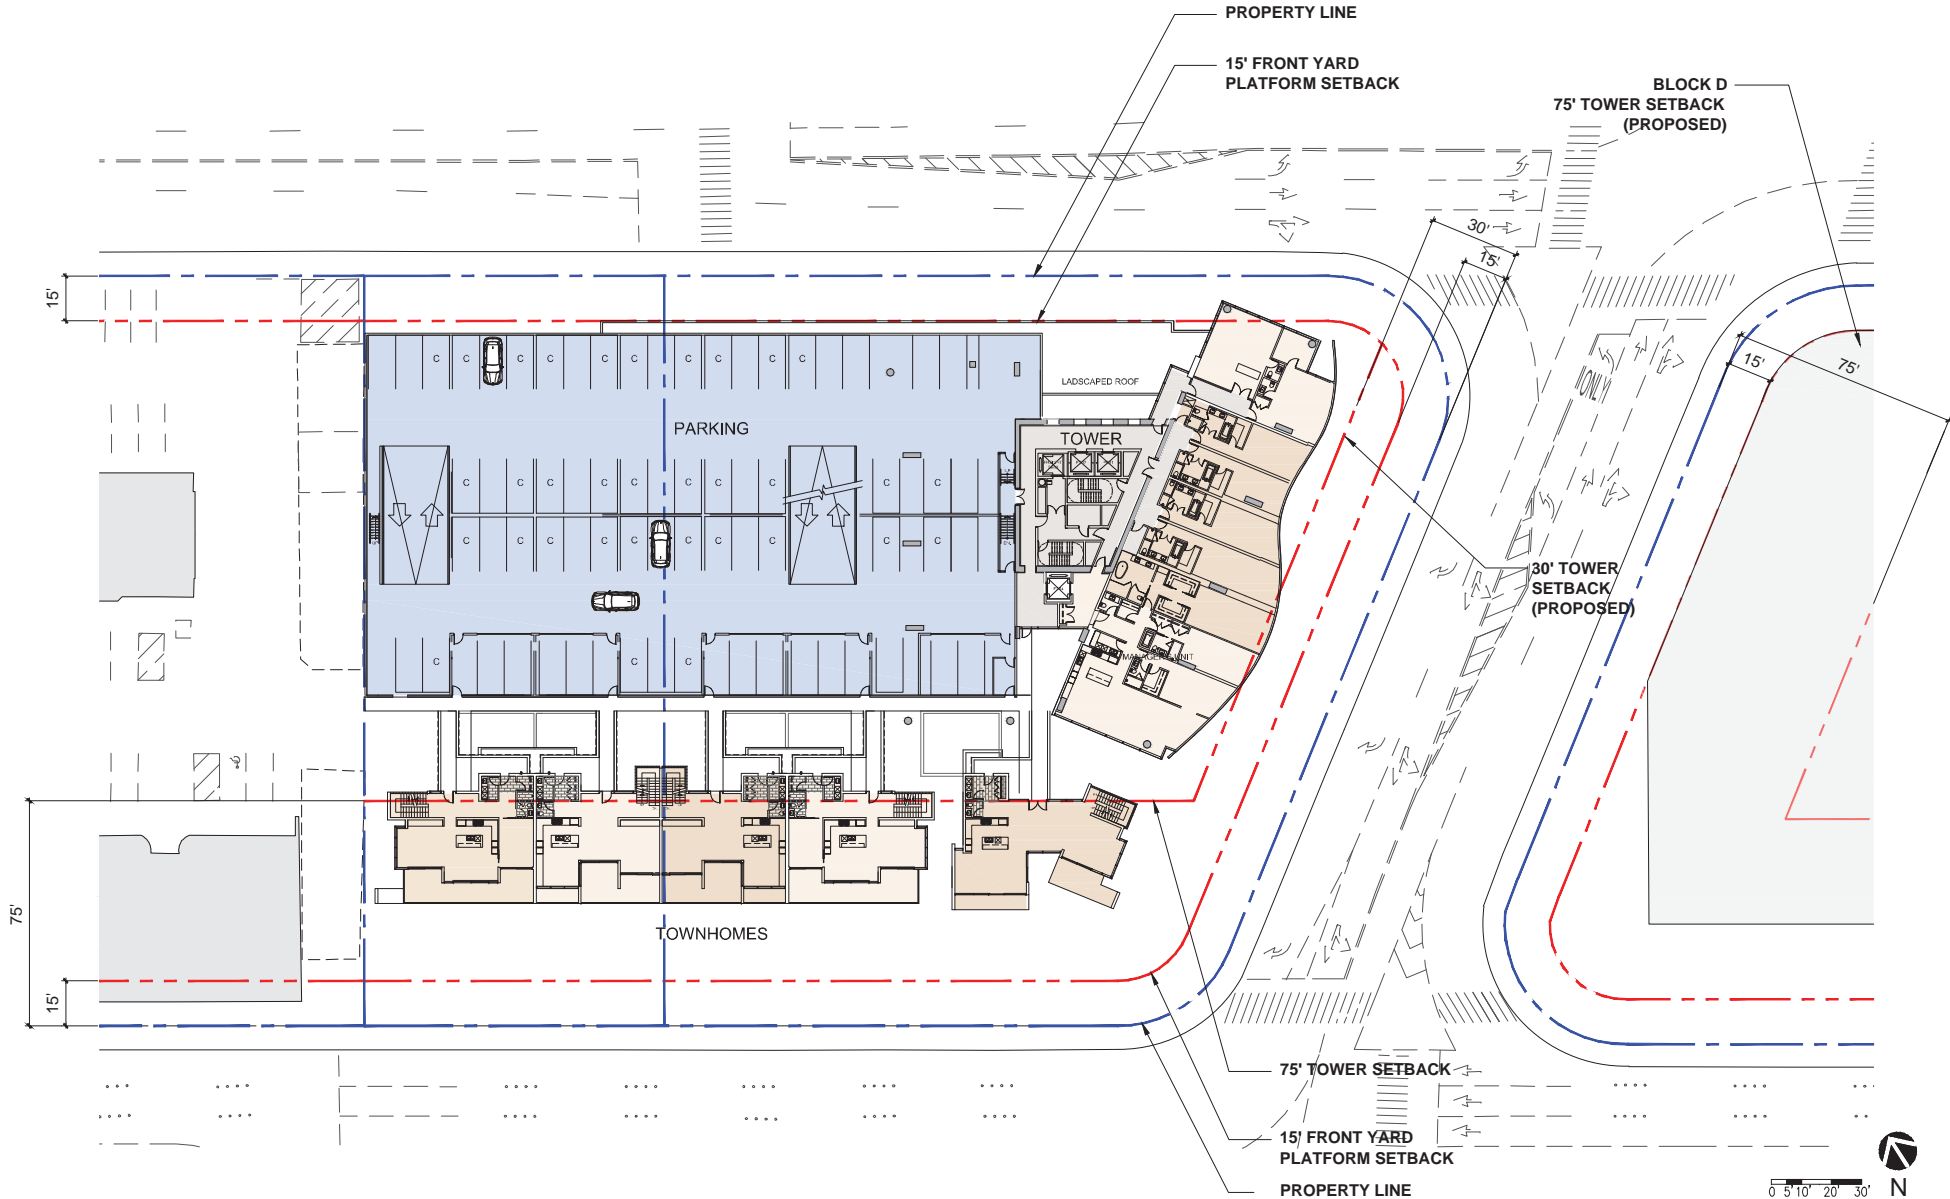 PROPERTY LINE
15' FRONT YARD
PLATFORM SETBACK
BLOCK D
75' TOWER SETBACK
(PROPOSED)
30'
15'
15'
15'
75'
ONLY
LADSCAPED ROOF
PARKING
TOWER
C C C C C C C C C
C C C C C C C C C
C C C C C C C C C
C C C
30' TOWER
SETBACK
(PROPOSED)
TOWNHOMES
75'
15'
75' TOWER SETBACK
15' FRONT YARD
PLATFORM SETBACK
PROPERTY LINE
0 5' 10' 20' 30'
N